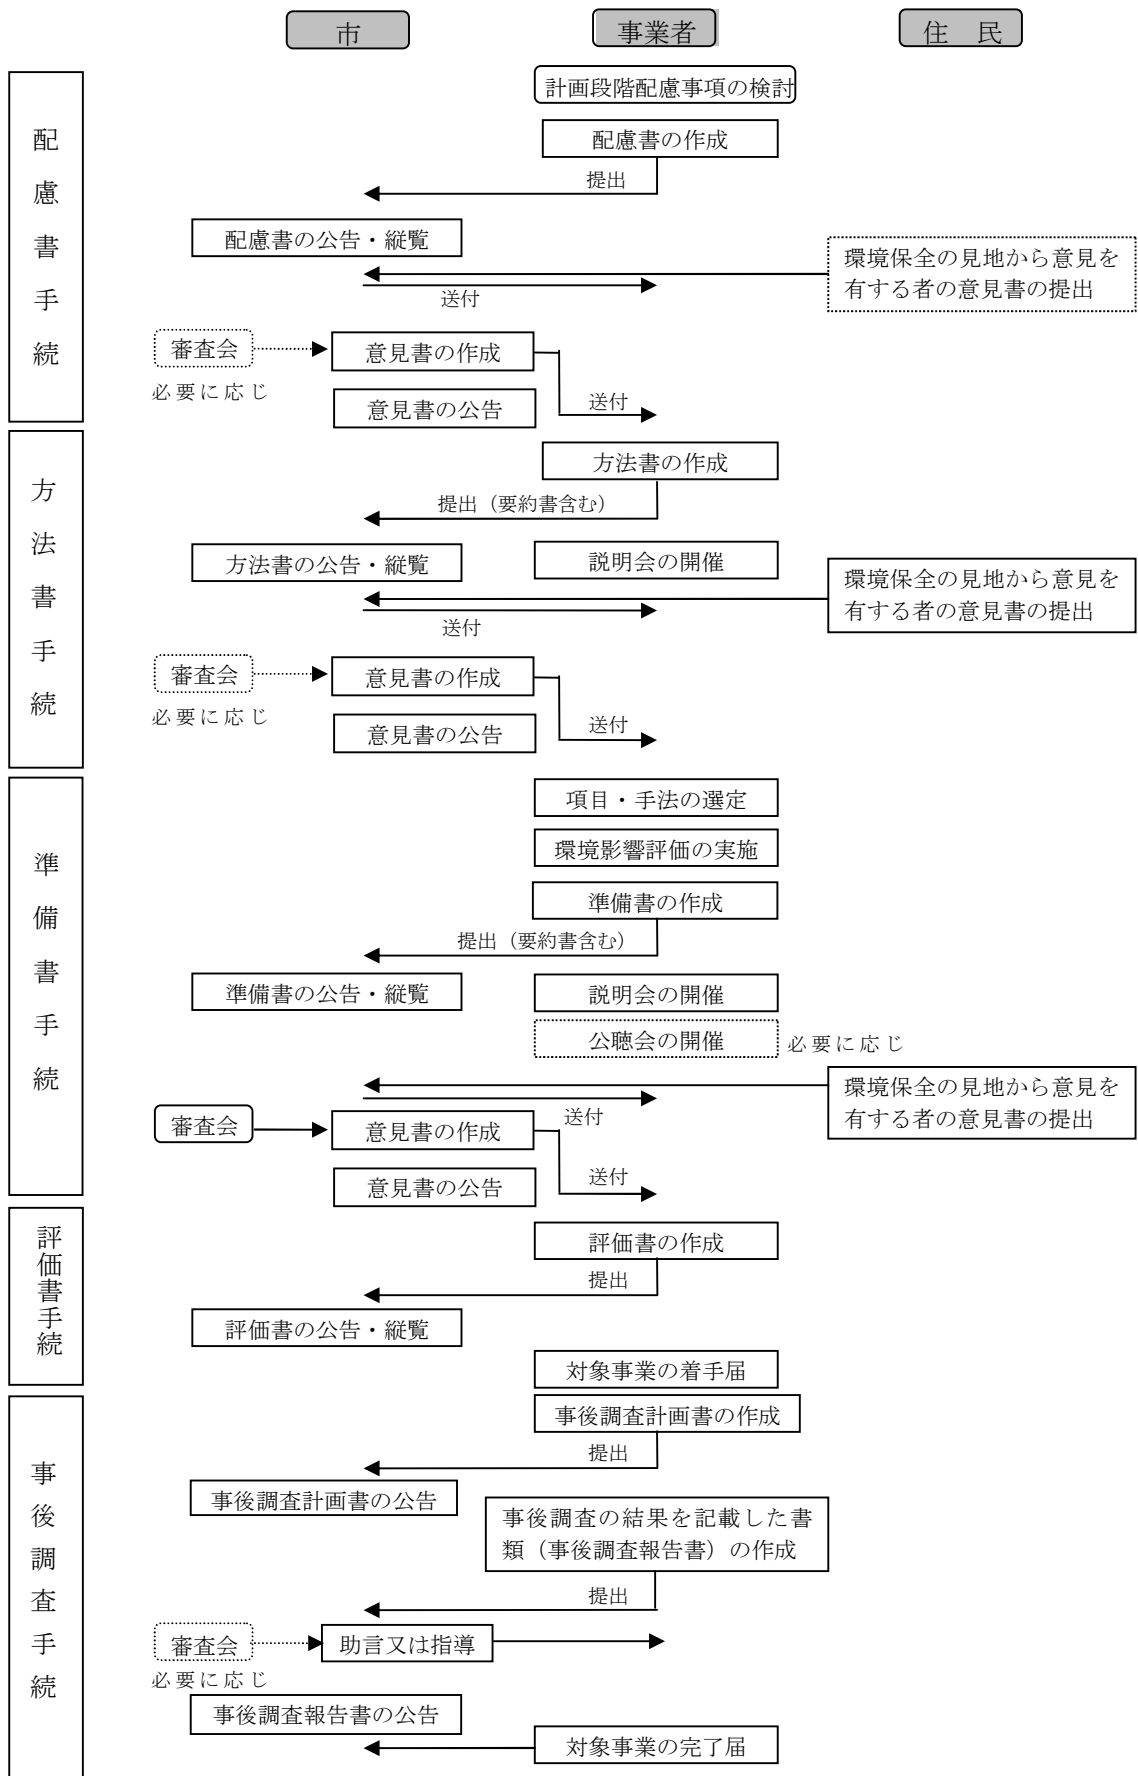 市
事業者
住　民
配慮書手続
計画段階配慮事項の検討
配慮書の作成
提出
配慮書の公告・縦覧
環境保全の見地から意見を
有する者の意見書の提出
送付
審査会
意見書の作成
必要に応じ
意見書の公告
送付
方法書手続
方法書の作成
提出（要約書含む）
方法書の公告・縦覧
説明会の開催
環境保全の見地から意見を
有する者の意見書の提出
送付
審査会
意見書の作成
必要に応じ
意見書の公告
送付
準備書手続
項目・手法の選定
環境影響評価の実施
準備書の作成
提出（要約書含む）
準備書の公告・縦覧
説明会の開催
公聴会の開催
必要に応じ
環境保全の見地から意見を
有する者の意見書の提出
送付
審査会
意見書の作成
意見書の公告
送付
評価書手続
評価書の作成
提出
評価書の公告・縦覧
対象事業の着手届
事後調査手続
事後調査計画書の作成
提出
事後調査計画書の公告
事後調査の結果を記載した書
類（事後調査報告書）の作成
提出
審査会
助言又は指導
必要に応じ
事後調査報告書の公告
対象事業の完了届